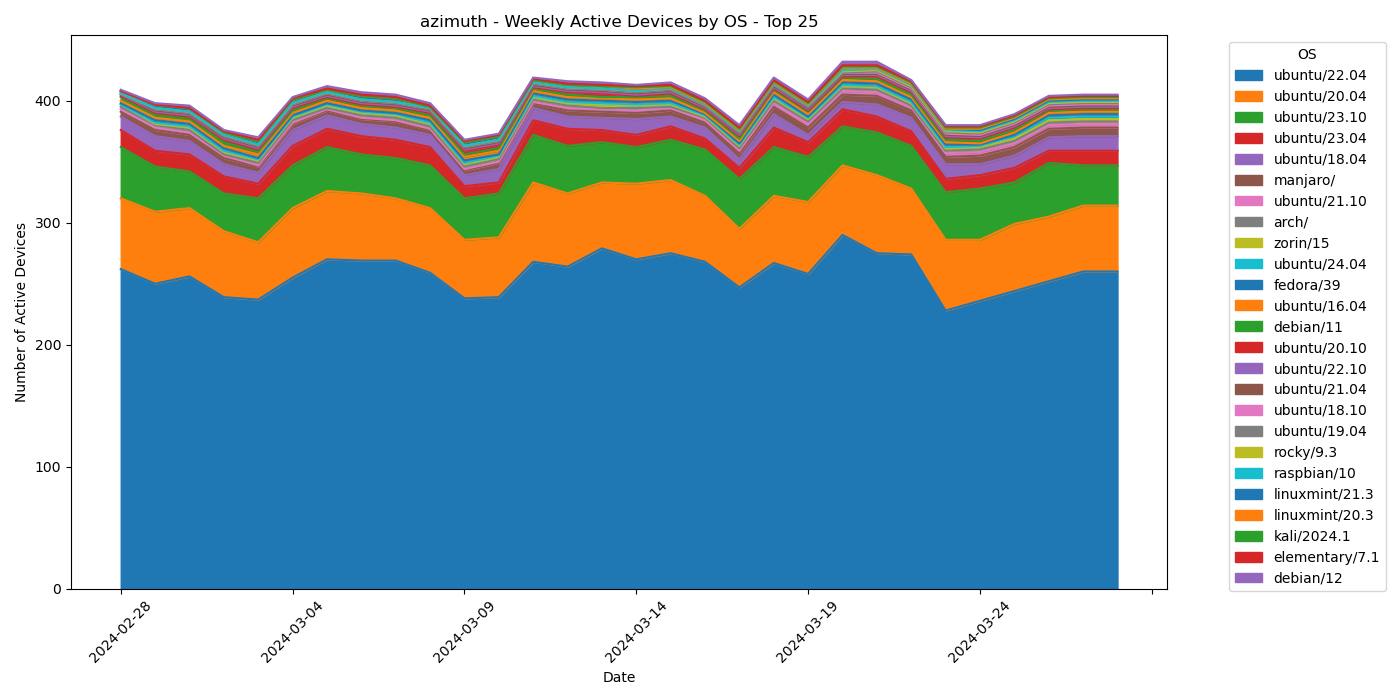 azimuth - Weekly Active Devices by OS - Top 25
Number of Active Devices
400
300
200
100
0
2024-02-28
2024-03-04
2024-03-09
2024-03-14
2024-03-19
2024-03-24
Date
OS
ubuntu/22.04
ubuntu/20.04
ubuntu/23.10
ubuntu/23.04
ubuntu/18.04
manjaro/
ubuntu/21.10
arch/
zorin/15
ubuntu/24.04
fedora/39
ubuntu/16.04
debian/11
ubuntu/20.10
ubuntu/22.10
ubuntu/21.04
ubuntu/18.10
ubuntu/19.04
rocky/9.3
raspbian/10
linuxmint/21.3
linuxmint/20.3
kali/2024.1
elementary/7.1
debian/12